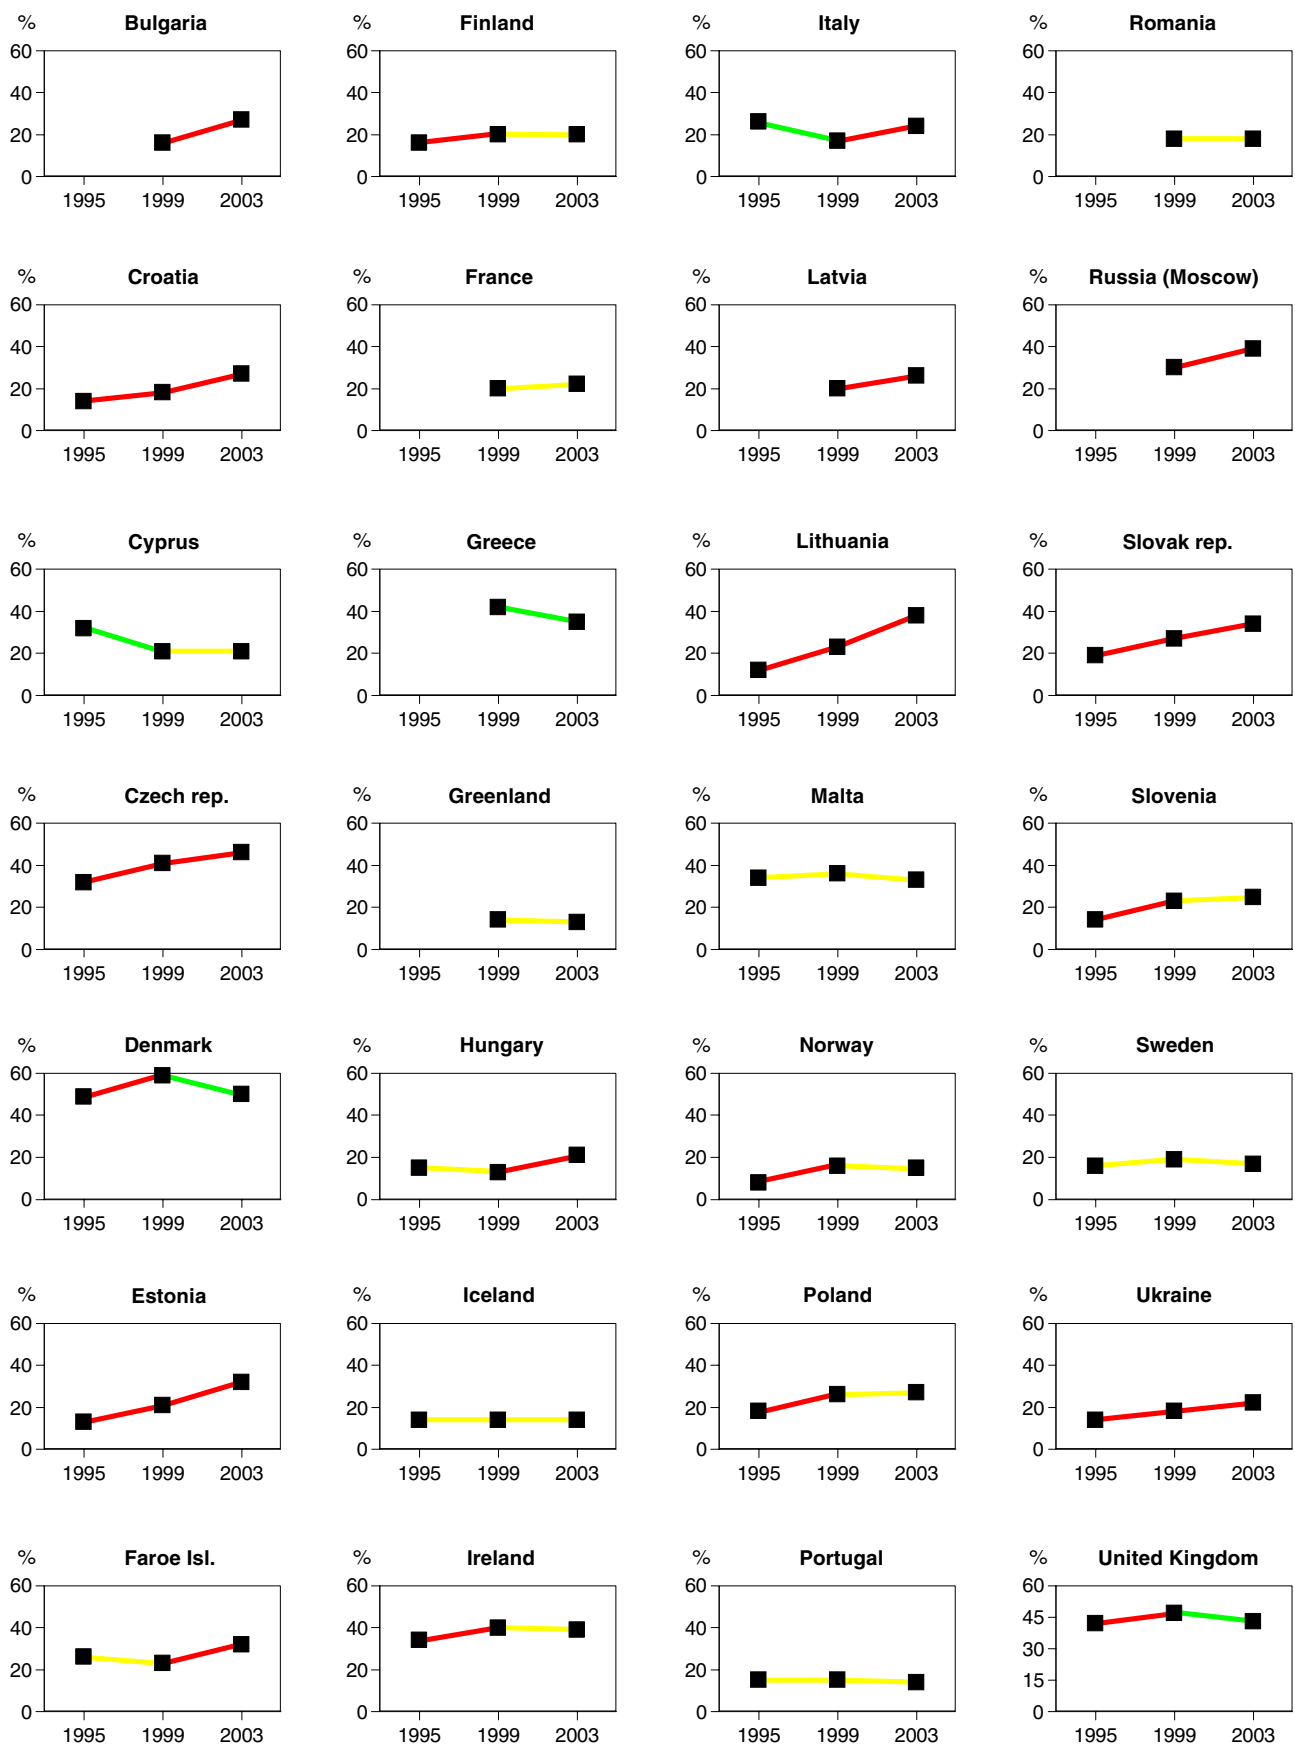 % Bulgaria % Finland % Italy % Romania
60 60 60 60
40 40 40 40
20 20 20 20
0 0 0 0
1995 1999 2003 1995 1999 2003 1995 1999 2003 1995 1999 2003
% Croatia % France % Latvia % Russia (Moscow)
60 60 60 60
40 40 40 40
20 20 20 20
0 0 0 0
1995 1999 2003 1995 1999 2003 1995 1999 2003 1995 1999 2003
% Cyprus % Greece % Lithuania % Slovak rep.
60 60 60 60
40 40 40 40
20 20 20 20
0 0 0 0
1995 1999 2003 1995 1999 2003 1995 1999 2003 1995 1999 2003
% Czech rep. % Greenland % Malta % Slovenia
60 60 60 60
40 40 40 40
20 20 20 20
0 0 0 0
1995 1999 2003 1995 1999 2003 1995 1999 2003 1995 1999 2003
% Denmark % Hungary % Norway % Sweden
60 60 60 60
40 40 40 40
20 20 20 20
0 0 0 0
1995 1999 2003 1995 1999 2003 1995 1999 2003 1995 1999 2003
% Estonia % Iceland % Poland % Ukraine
60 60 60 60
40 40 40 40
20 20 20 20
0 0 0 0
1995 1999 2003 1995 1999 2003 1995 1999 2003 1995 1999 2003
% Faroe Isl. % Ireland % Portugal % United Kingdom
60 60 60 60
40 40 40 45
30
20 20 20 15
0 0 0 0
1995 1999 2003 1995 1999 2003 1995 1999 2003 1995 1999 2003